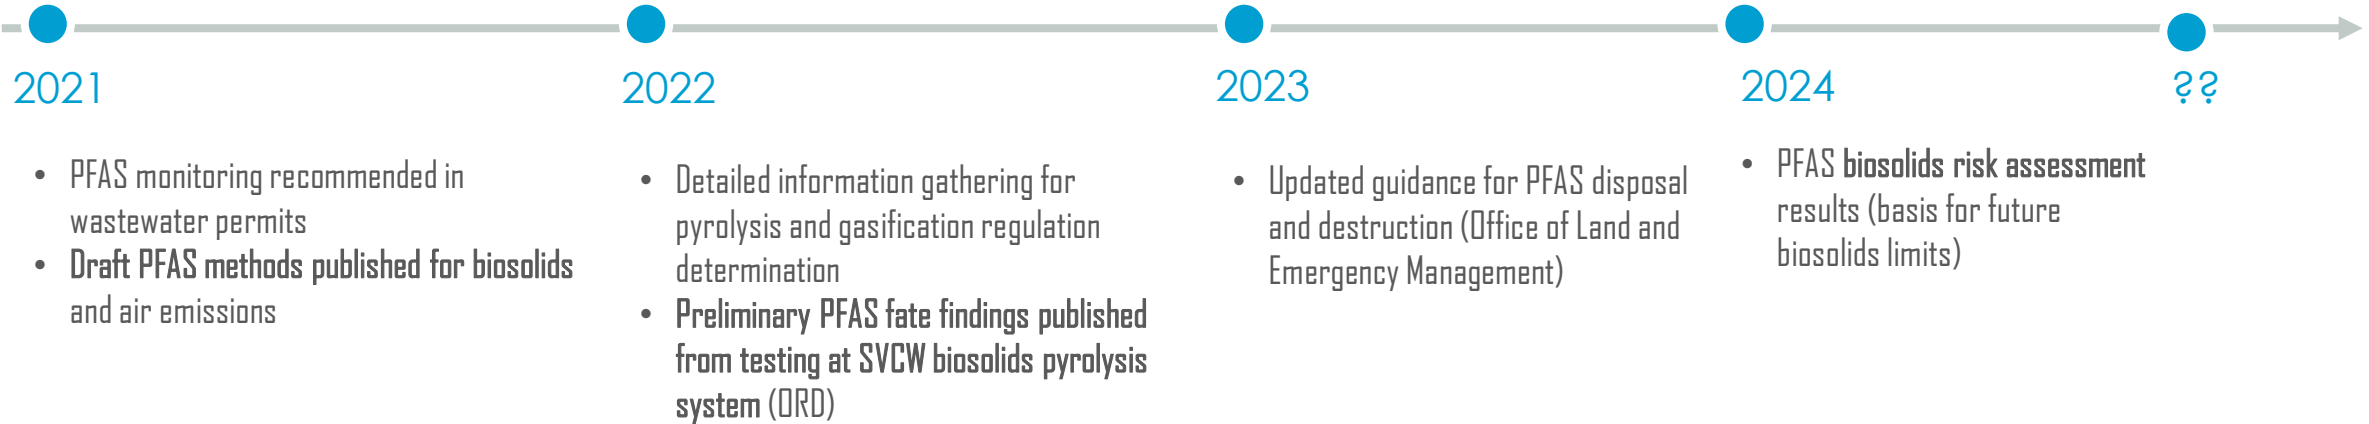 2021
• PFAS monitoring recommended in
wastewater permits
• Draft PFAS methods published for biosolids
and air emissions
2022
• Detailed information gathering for
pyrolysis and gasification regulation
determination
• Preliminary PFAS fate findings published
from testing at SVCW biosolids pyrolysis
system (ORD)
2023
• Updated guidance for PFAS disposal
and destruction (Office of Land and
Emergency Management)
2024
• PFAS biosolids risk assessment
results (basis for future
biosolids limits)
??